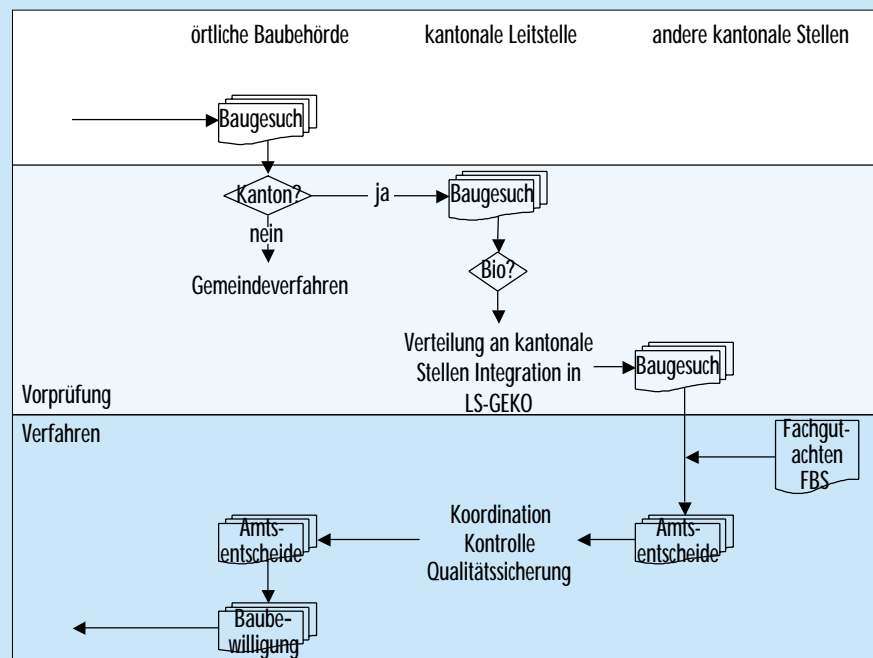 örtliche Baubehörde
kantonale Leitstelle
andere kantonale Stellen
Baugesuch
Kanton?
ja
Baugesuch
nein
Gemeindeverfahren
Bio?
Verteilung an kantonale
Stellen Integration in
LS-GEKO
Baugesuch
Vorprüfung
Verfahren
Fachgut-
achten
FBS
Amts-
entscheide
Koordination
Kontrolle
Qualitätssicherung
Amts-
entscheide
Baube-
willigung